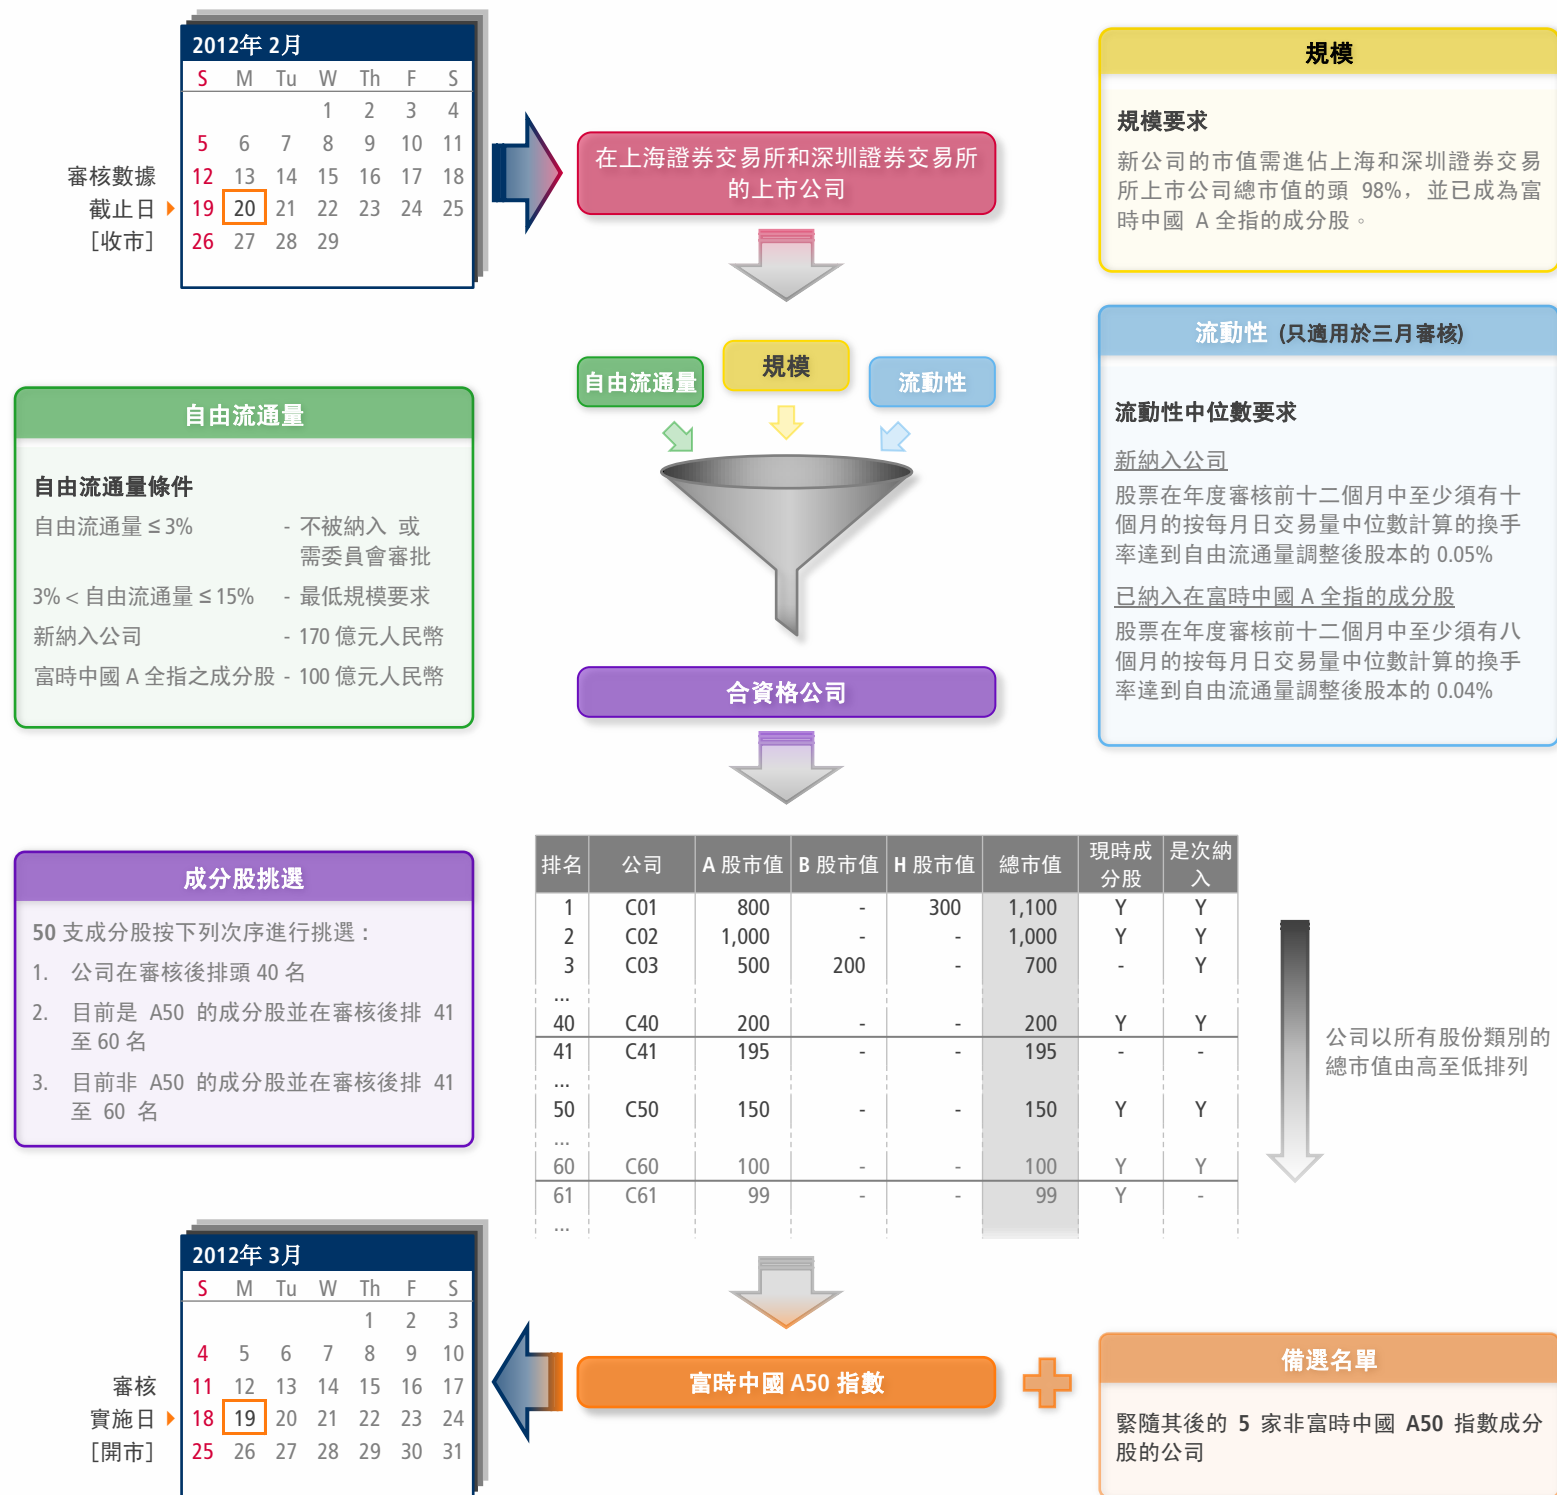 2012年 2月
S M Tu W Th F S
1 2 3 4
5 6 7 8 9 10 11
12 13 14 15 16 17 18
19 20 21 22 23 24 25
26 27 28 29
審核數據
截止日
[收市]
在上海證券交易所和深圳證券交易所
的上市公司
規模
規模要求
新公司的市值需進佔上海和深圳證券交易
所上市公司總市值的頭 98%，並已成為富
時中國 A 全指的成分股。
自由流通量
規模
流動性
流動性 (只適用於三月審核)
流動性中位數要求
新納入公司
股票在年度審核前十二個月中至少須有十
個月的按每月日交易量中位數計算的換手
率達到自由流通量調整後股本的 0.05%
已納入在富時中國 A 全指的成分股
股票在年度審核前十二個月中至少須有八
個月的按每月日交易量中位數計算的換手
率達到自由流通量調整後股本的 0.04%
自由流通量
自由流通量條件
自由流通量 ≤ 3% - 不被納入 或
需委員會審批
3% < 自由流通量 ≤ 15% - 最低規模要求
新納入公司 - 170 億元人民幣
富時中國 A 全指之成分股 - 100 億元人民幣
合資格公司
成分股挑選
50 支成分股按下列次序進行挑選：
1. 公司在審核後排頭 40 名
2. 目前是 A50 的成分股並在審核後排 41
至 60 名
3. 目前非 A50 的成分股並在審核後排 41
至 60 名
排名 公司 A 股市值 B 股市值 H 股市值 總市值 現時成分股 是次納入
1 C01 800 - 300 1,100 Y Y
2 C02 1,000 - - 1,000 Y Y
3 C03 500 200 - 700 - Y
...
40 C40 200 - - 200 Y Y
41 C41 195 - - 195 - -
...
50 C50 150 - - 150 Y Y
...
60 C60 100 - - 100 Y Y
61 C61 99 - - 99 Y -
...
公司以所有股份類別的
總市值由高至低排列
2012年 3月
S M Tu W Th F S
1 2 3
4 5 6 7 8 9 10
11 12 13 14 15 16 17
18 19 20 21 22 23 24
25 26 27 28 29 30 31
審核
實施日
[開市]
富時中國 A50 指數
備選名單
緊隨其後的 5 家非富時中國 A50 指數成分
股的公司